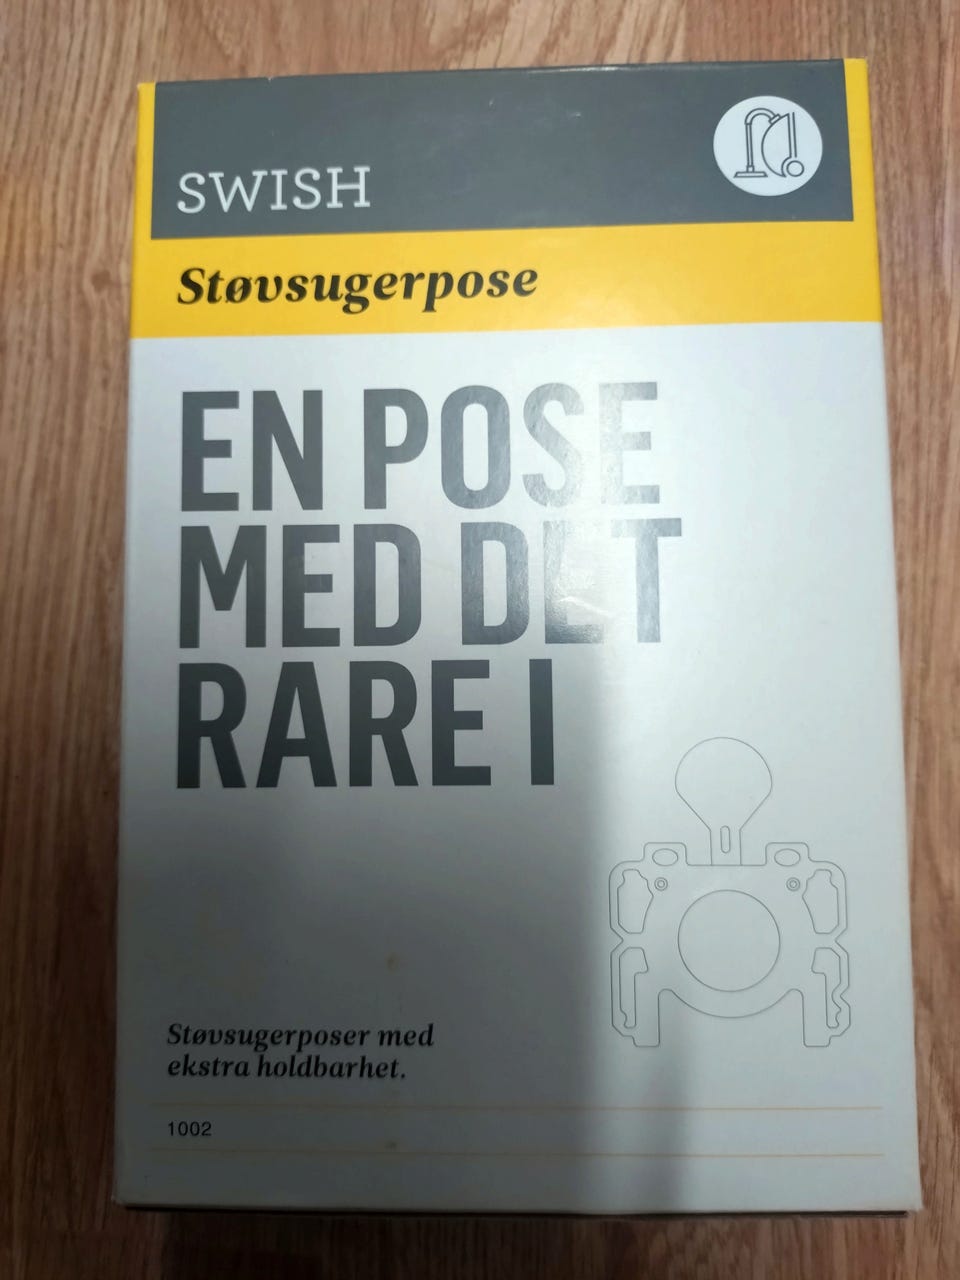 SWISH
Støvsugerpose
EN POSE
MED DET
RARE I
Støvsugerposer med
ekstra holdbarhet.
1002